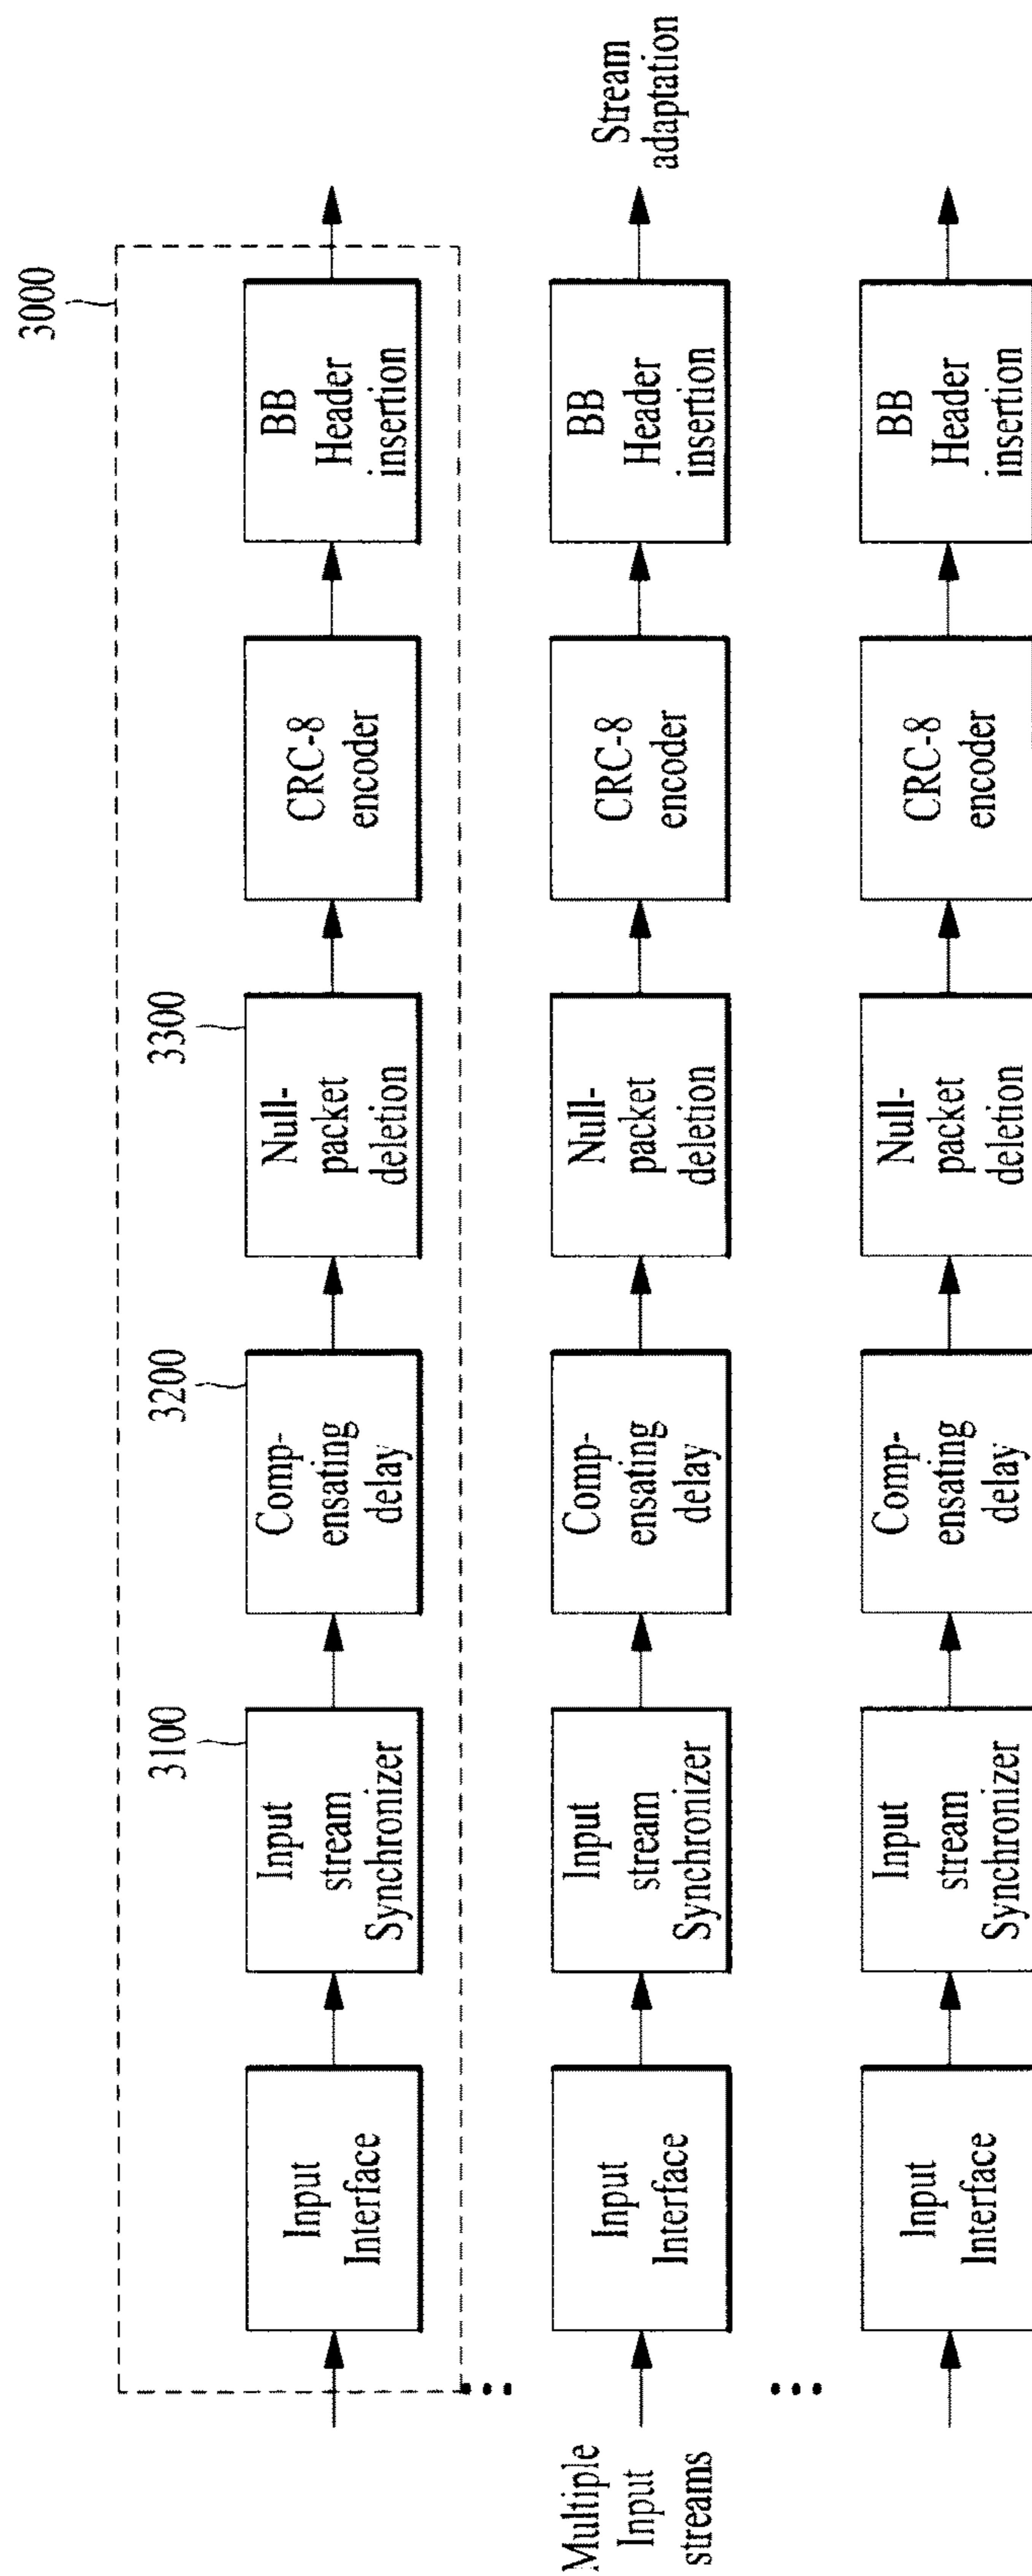 3000
3100
3200
3300
Input
Interface
Input
stream
Synchronizer
Comp-
ensating
delay
Null-
packet
deletion
CRC-8
encoder
BB
Header
insertion
Multiple
Input
streams
Input
Interface
Input
stream
Synchronizer
Comp-
ensating
delay
Null-
packet
deletion
CRC-8
encoder
BB
Header
insertion
Stream
adaptation
Input
Interface
Input
stream
Synchronizer
Comp-
ensating
delay
Null-
packet
deletion
CRC-8
encoder
BB
Header
insertion